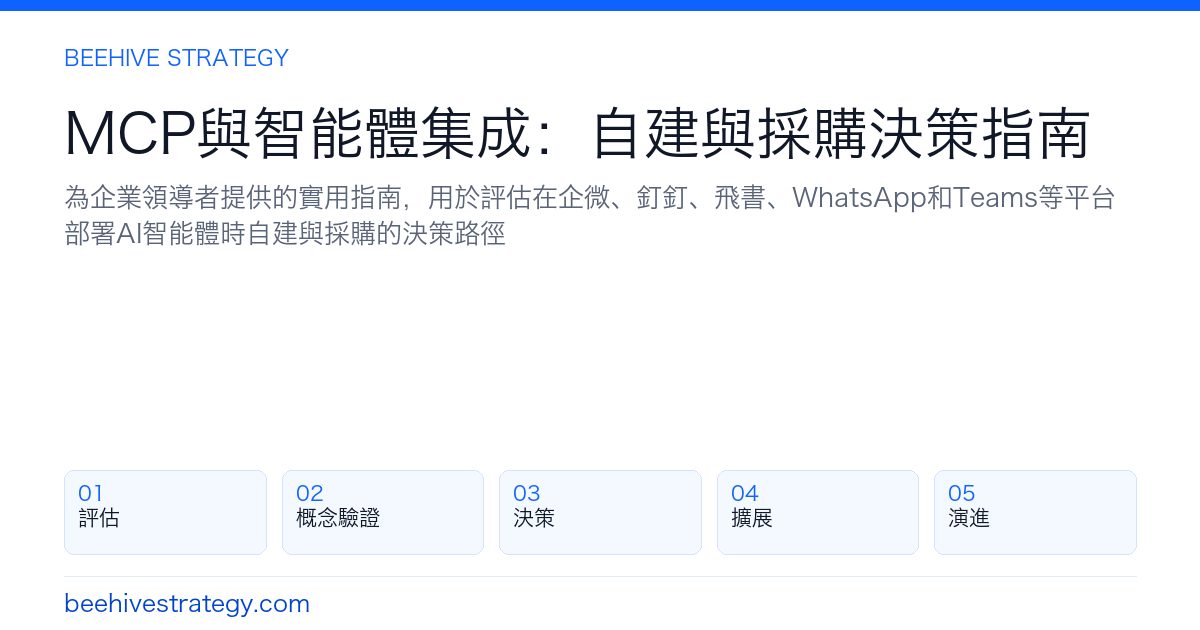 BEEHIVE STRATEGY
MCP與智能體集成：自建與採購決策指南
為企業領導者提供的實用指南，用於評估在企微、釘釘、飛書、WhatsApp和Teams等平台
部署AI智能體時自建與採購的決策路徑
01
評估
02
概念驗證
03
決策
04
擴展
05
演進
beehivestrategy.com